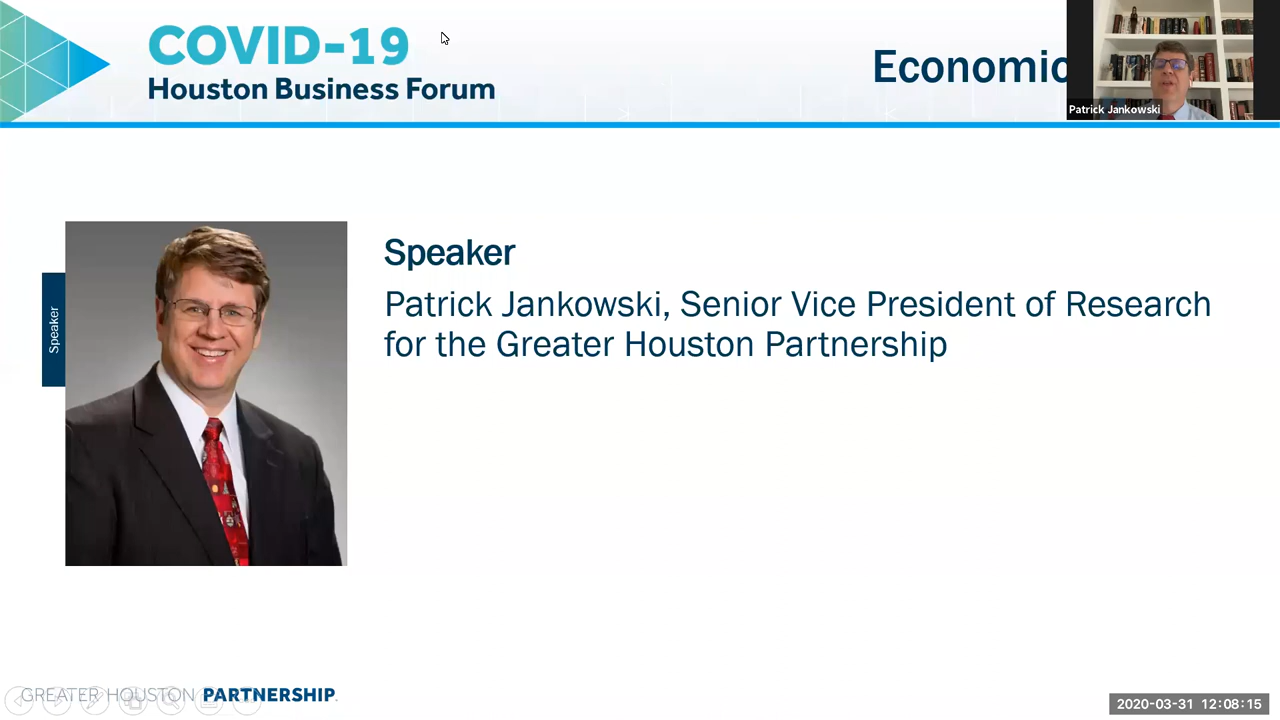 COVID-19
Houston Business Forum
Economic
Patrick Jankowski
Speaker
Speaker
Patrick Jankowski, Senior Vice President of Research
for the Greater Houston Partnership
GREATER HOUSTON PARTNERSHIP.
2020-03-31 12:08:15